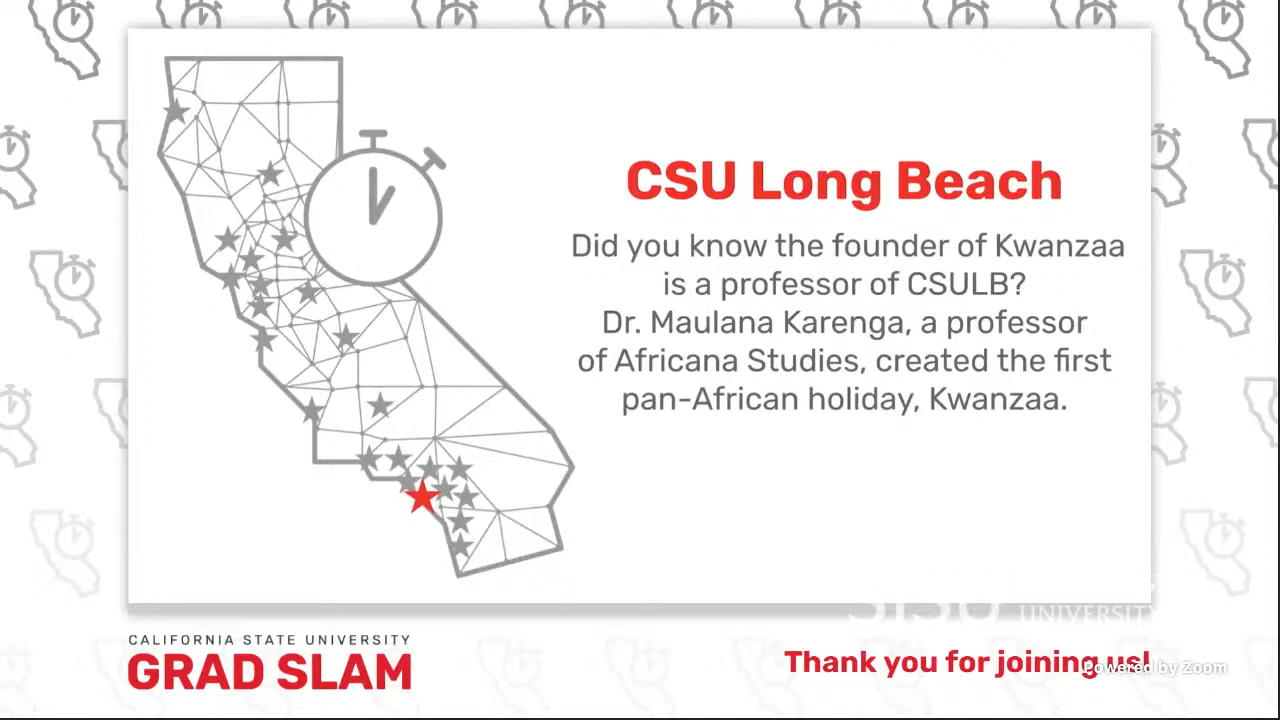 CSU Long Beach
Did you know the founder of Kwanzaa
is a professor of CSULB?
Dr. Maulana Karenga, a professor
of Africana Studies, created the first
pan-African holiday, Kwanzaa.
UNIVERSITY
CALIFORNIA STATE UNIVERSITY
GRAD SLAM
Thank you for joining us!
Powered by Zoom